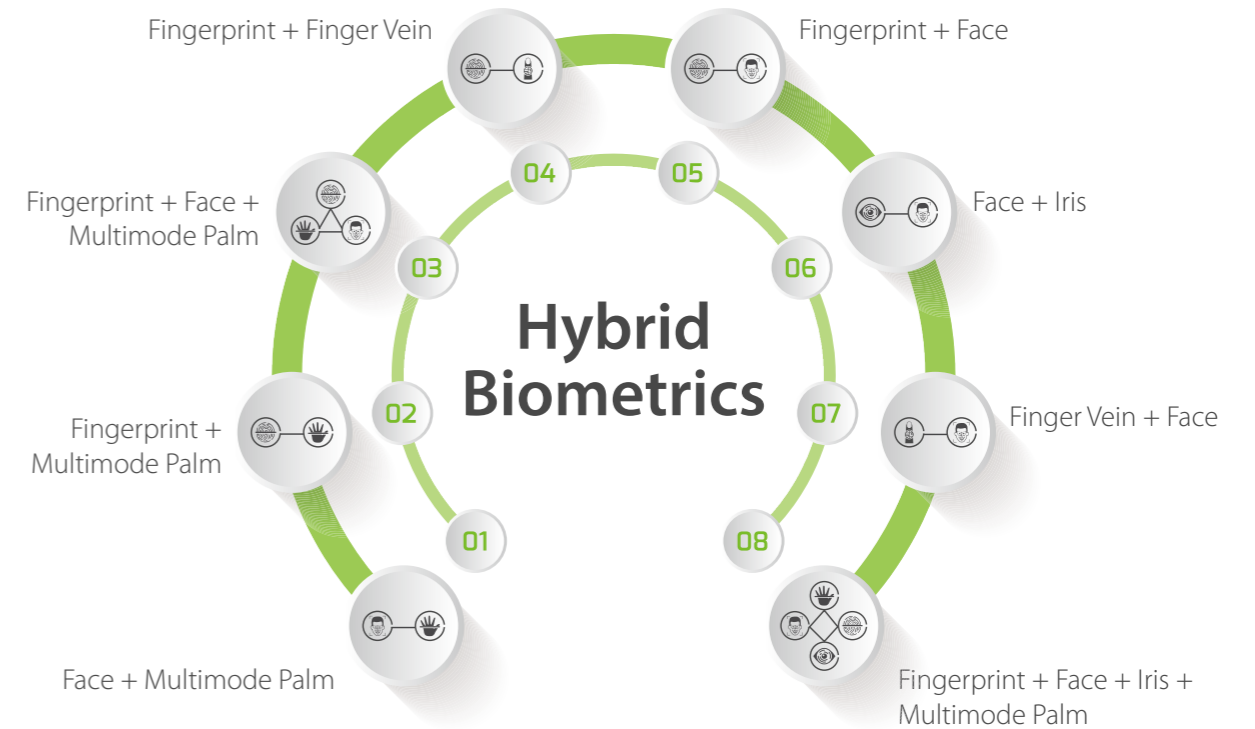 Fingerprint + Finger Vein
Fingerprint + Face
Fingerprint + Face +
Multimode Palm
Face + Iris
Fingerprint +
Multimode Palm
Finger Vein + Face
Face + Multimode Palm
Fingerprint + Face + Iris +
Multimode Palm
01
02
03
04
05
06
07
08
Hybrid
Biometrics